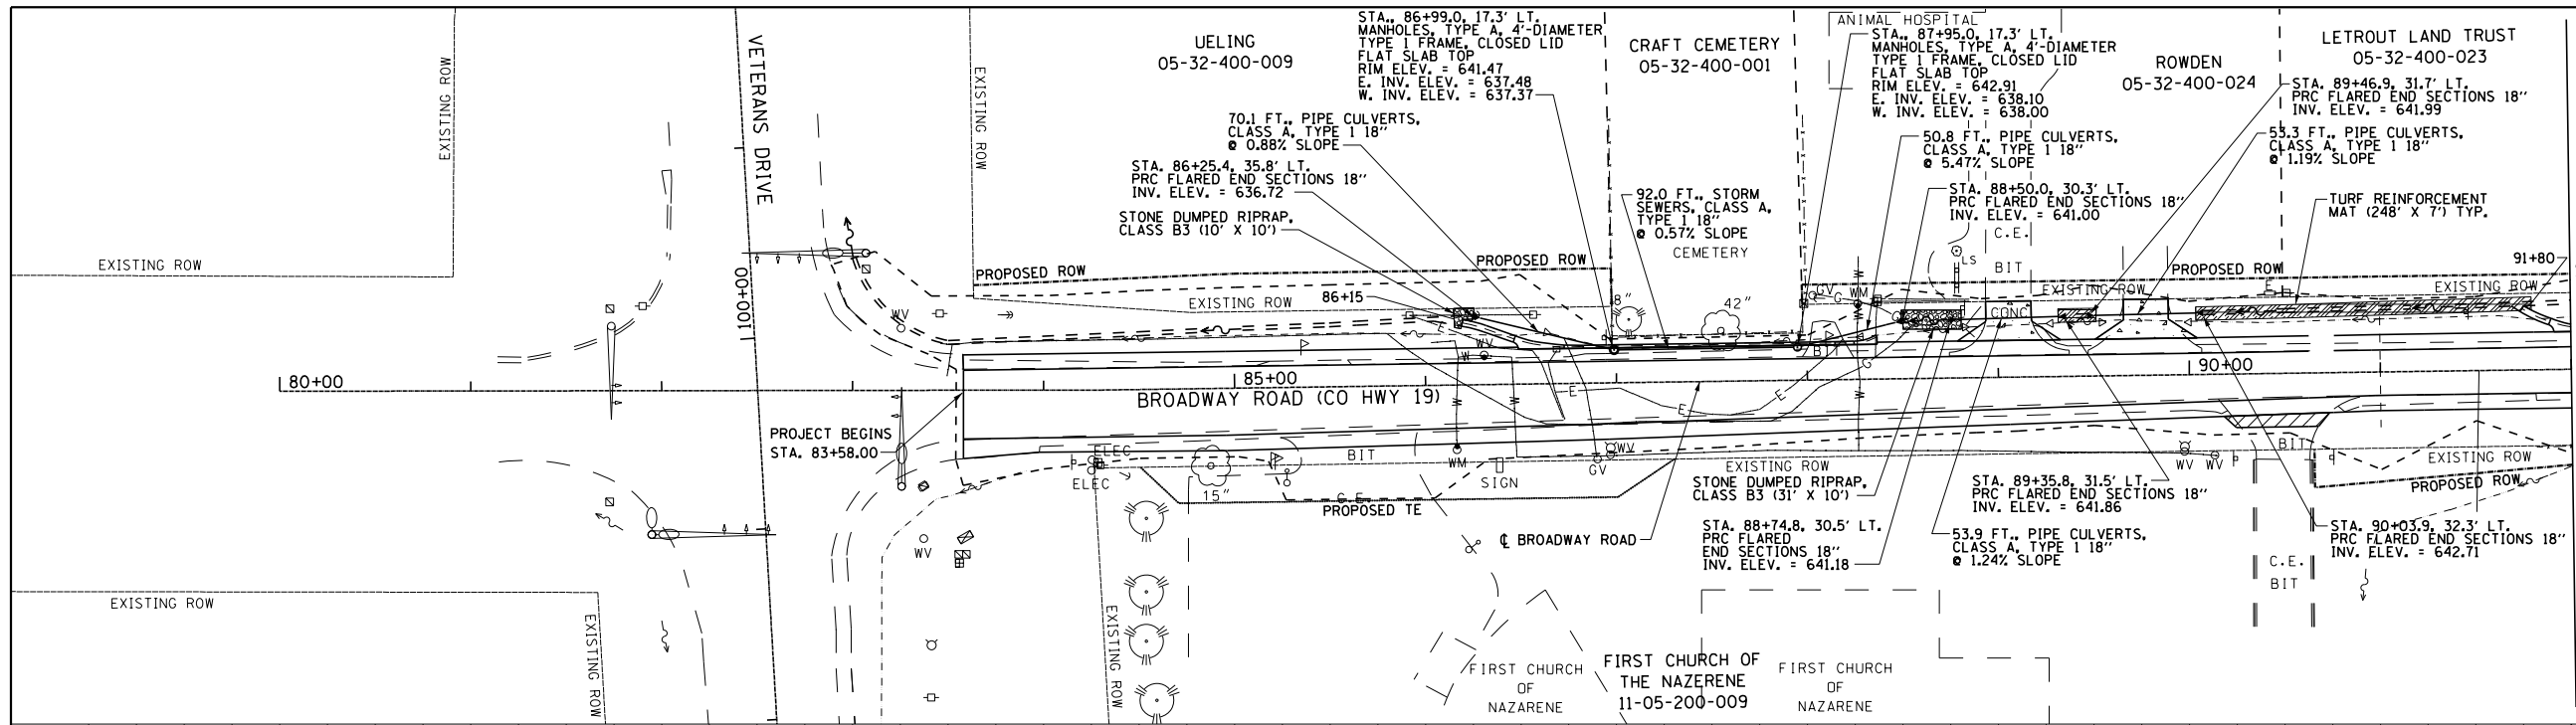 STA., 86+99.0, 17.3' LT.
MANHOLES, TYPE A, 4'-DIAMETER
TYPE 1 FRAME, CLOSED LID
FLAT SLAB TOP
RIM ELEV. = 641.47
E. INV. ELEV. = 637.48
W. INV. ELEV. = 637.37
UELING
05-32-400-009
CRAFT CEMETERY
05-32-400-001
ANIMAL HOSPITAL
STA., 87+95.0, 17.3' LT.
MANHOLES, TYPE A, 4'-DIAMETER
TYPE 1 FRAME, CLOSED LID
FLAT SLAB TOP
RIM ELEV. = 642.91
E. INV. ELEV. = 638.10
W. INV. ELEV. = 638.00
ROWDEN
05-32-400-024
LETROUT LAND TRUST
05-32-400-023
STA. 89+46.9, 31.7' LT.
PRC FLARED END SECTIONS 18"
INV. ELEV. = 641.99
53.3 FT., PIPE CULVERTS,
CLASS A, TYPE 1 18"
@ 1.19% SLOPE
TURF REINFORCEMENT
MAT (248' X 7') TYP.
VETERANS DRIVE
EXISTING ROW
EXISTING ROW
70.1 FT., PIPE CULVERTS,
CLASS A, TYPE 1 18"
@ 0.88% SLOPE
STA. 86+25.4, 35.8' LT.
PRC FLARED END SECTIONS 18"
INV. ELEV. = 636.72
STONE DUMPED RIPRAP,
CLASS B3 (10' X 10')
92.0 FT., STORM
SEWERS, CLASS A,
TYPE 1 18"
@ 0.57% SLOPE
CEMETERY
50.8 FT., PIPE CULVERTS,
CLASS A, TYPE 1 18"
@ 5.47% SLOPE
STA. 88+50.0, 30.3' LT.
PRC FLARED END SECTIONS 18"
INV. ELEV. = 641.00
C.E.
BIT
LS
EXISTING ROW
PROPOSED ROW
PROPOSED ROW
PROPOSED ROW
91+80
EXISTING ROW
86+15
8"
42"
GV
G
WM
EXISTING ROW
E
EXISTING ROW
100+00
WV
E
WV
W
BIT
CONC
G
80+00
85+00
90+00
BROADWAY ROAD (CO HWY 19)
E
E
E
PROJECT BEGINS
STA. 83+58.00
ELEC
ELEC
BIT
15"
C.E.
PROPOSED TE
WM
SIGN
GV
WV
EXISTING ROW
STONE DUMPED RIPRAP,
CLASS B3 (31' X 10')
STA. 88+74.8, 30.5' LT.
PRC FLARED
END SECTIONS 18"
INV. ELEV. = 641.18
STA. 89+35.8, 31.5' LT.
PRC FLARED END SECTIONS 18"
INV. ELEV. = 641.86
53.9 FT., PIPE CULVERTS,
CLASS A, TYPE 1 18"
@ 1.24% SLOPE
WV
WV
BIT
EXISTING ROW
PROPOSED ROW
STA. 90+03.9, 32.3' LT.
PRC FLARED END SECTIONS 18"
INV. ELEV. = 642.71
C.E.
BIT
WV
℄ BROADWAY ROAD
EXISTING ROW
EXISTING ROW
EXISTING ROW
FIRST CHURCH
OF
NAZARENE
FIRST CHURCH OF
THE NAZERENE
11-05-200-009
FIRST CHURCH
OF
NAZARENE